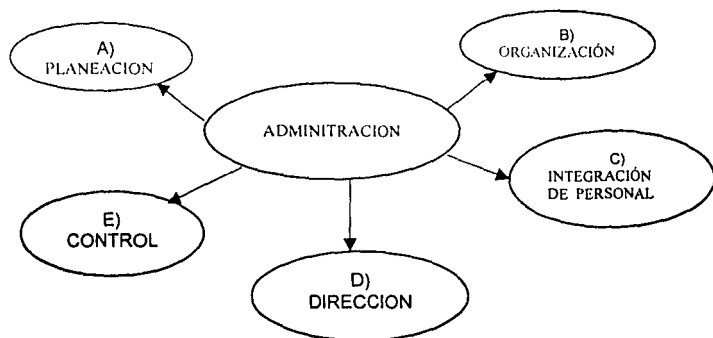 A)
PLANEACION
B)
ORGANIZACIÓN
ADMINITRACION
C)
INTEGRACIÓN
DE PERSONAL
E)
CONTROL
D)
DIRECCION